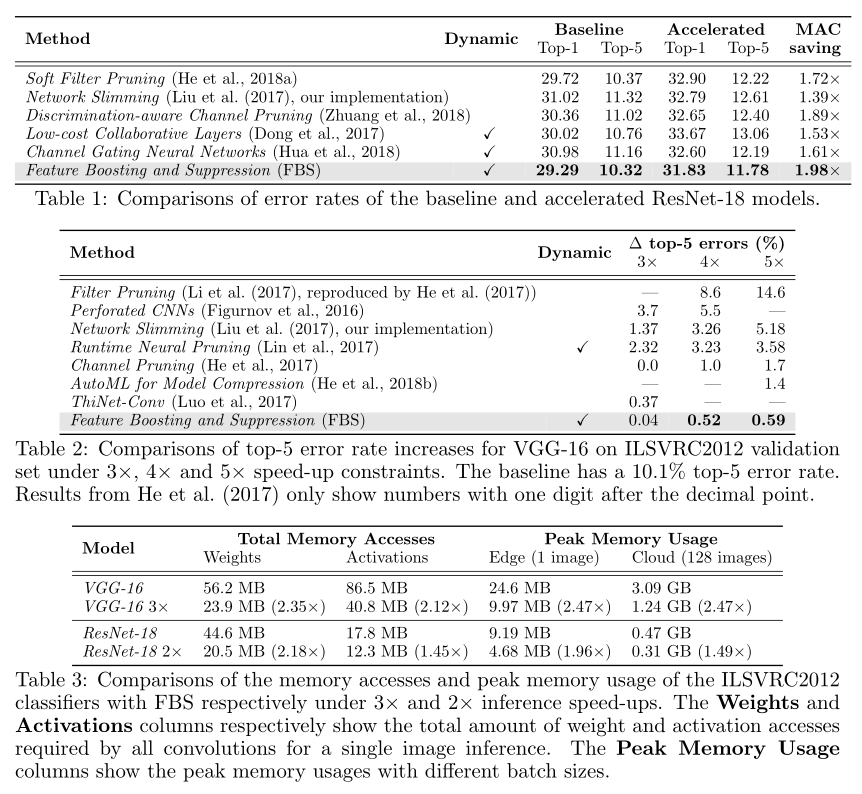 Method Dynamic Baseline Accelerated MAC
Top-1 Top-5 Top-1 Top-5 saving
Soft Filter Pruning (He et al., 2018a) 29.72 10.37 32.90 12.22 1.72×
Network Slimming (Liu et al. (2017), our implementation) 31.02 11.32 32.79 12.61 1.39×
Discrimination-aware Channel Pruning (Zhuang et al., 2018) 30.36 11.02 32.65 12.40 1.89×
Low-cost Collaborative Layers (Dong et al., 2017) ✓ 30.02 10.76 33.67 13.06 1.53×
Channel Gating Neural Networks (Hua et al., 2018) ✓ 30.98 11.16 32.60 12.19 1.61×
Feature Boosting and Suppression (FBS) ✓ 29.29 10.32 31.83 11.78 1.98×
Table 1: Comparisons of error rates of the baseline and accelerated ResNet-18 models.
Method Dynamic Δ top-5 errors (%)
3× 4× 5×
Filter Pruning (Li et al. (2017), reproduced by He et al. (2017)) — 8.6 14.6
Perforated CNNs (Figurnov et al., 2016) 3.7 5.5 —
Network Slimming (Liu et al. (2017), our implementation) 1.37 3.26 5.18
Runtime Neural Pruning (Lin et al., 2017) ✓ 2.32 3.23 3.58
Channel Pruning (He et al., 2017) 0.0 1.0 1.7
AutoML for Model Compression (He et al., 2018b) — — 1.4
ThiNet-Conv (Luo et al., 2017) 0.37 — —
Feature Boosting and Suppression (FBS) ✓ 0.04 0.52 0.59
Table 2: Comparisons of top-5 error rate increases for VGG-16 on ILSVRC2012 validation
set under 3×, 4× and 5× speed-up constraints. The baseline has a 10.1% top-5 error rate.
Results from He et al. (2017) only show numbers with one digit after the decimal point.
Model Total Memory Accesses Peak Memory Usage
Weights Activations Edge (1 image) Cloud (128 images)
VGG-16 56.2 MB 86.5 MB 24.6 MB 3.09 GB
VGG-16 3× 23.9 MB (2.35×) 40.8 MB (2.12×) 9.97 MB (2.47×) 1.24 GB (2.47×)
ResNet-18 44.6 MB 17.8 MB 9.19 MB 0.47 GB
ResNet-18 2× 20.5 MB (2.18×) 12.3 MB (1.45×) 4.68 MB (1.96×) 0.31 GB (1.49×)
Table 3: Comparisons of the memory accesses and peak memory usage of the ILSVRC2012
classifiers with FBS respectively under 3× and 2× inference speed-ups. The Weights and
Activations columns respectively show the total amount of weight and activation accesses
required by all convolutions for a single image inference. The Peak Memory Usage
columns show the peak memory usages with different batch sizes.